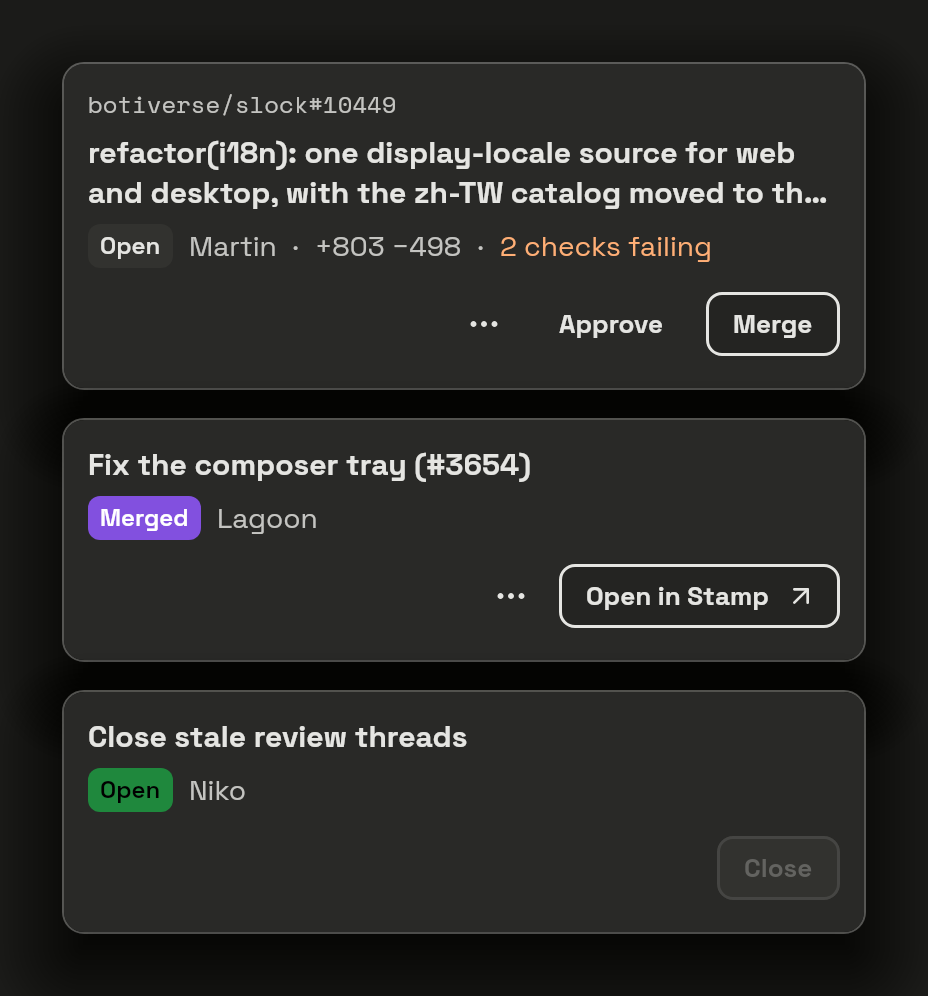 botiverse/slock#10449
refactor(i18n): one display-locale source for web
and desktop, with the zh-TW catalog moved to th…
Open Martin · +803 −498 · 2 checks failing
··· Approve Merge
Fix the composer tray (#3654)
Merged Lagoon
··· Open in Stamp ↗
Close stale review threads
Open Niko
Close